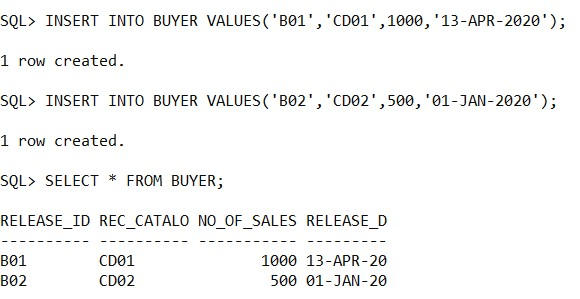 SQL> INSERT INTO BUYER VALUES('B01','CD01',1000,'13-APR-2020');
1 row created.
SQL> INSERT INTO BUYER VALUES('B02','CD02',500,'01-JAN-2020');
1 row created.
SQL> SELECT * FROM BUYER;
RELEASE_ID REC_CATALO NO_OF_SALES RELEASE_D
---------- ---------- ----------- ---------
B01        CD01              1000 13-APR-20
B02        CD02               500 01-JAN-20